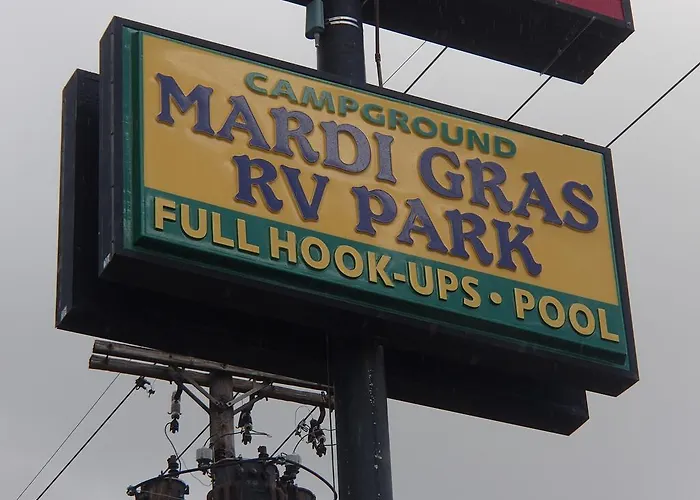 CAMPGROUND
MARDI GRAS
RV PARK
FULL HOOK-UPS • POOL